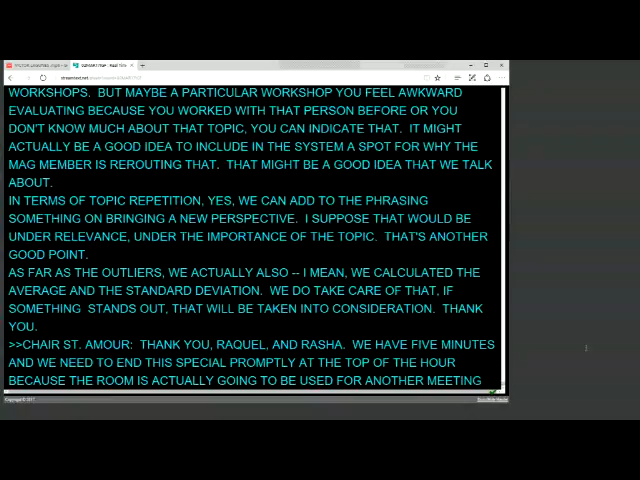 WORKSHOPS. BUT MAYBE A PARTICULAR WORKSHOP YOU FEEL AWKWARD
EVALUATING BECAUSE YOU WORKED WITH THAT PERSON BEFORE OR YOU
DON'T KNOW MUCH ABOUT THAT TOPIC, YOU CAN INDICATE THAT. IT MIGHT
ACTUALLY BE A GOOD IDEA TO INCLUDE IN THE SYSTEM A SPOT FOR WHY THE
MAG MEMBER IS REROUTING THAT. THAT MIGHT BE A GOOD IDEA THAT WE TALK
ABOUT.
IN TERMS OF TOPIC REPETITION, YES, WE CAN ADD TO THE PHRASING
SOMETHING ON BRINGING A NEW PERSPECTIVE. I SUPPOSE THAT WOULD BE
UNDER RELEVANCE, UNDER THE IMPORTANCE OF THE TOPIC. THAT'S ANOTHER
GOOD POINT.
AS FAR AS THE OUTLIERS, WE ACTUALLY ALSO -- I MEAN, WE CALCULATED THE
AVERAGE AND THE STANDARD DEVIATION. WE DO TAKE CARE OF THAT, IF
SOMETHING STANDS OUT, THAT WILL BE TAKEN INTO CONSIDERATION. THANK
YOU.
>>CHAIR ST. AMOUR: THANK YOU, RAQUEL, AND RASHA. WE HAVE FIVE MINUTES
AND WE NEED TO END THIS SPECIAL PROMPTLY AT THE TOP OF THE HOUR
BECAUSE THE ROOM IS ACTUALLY GOING TO BE USED FOR ANOTHER MEETING